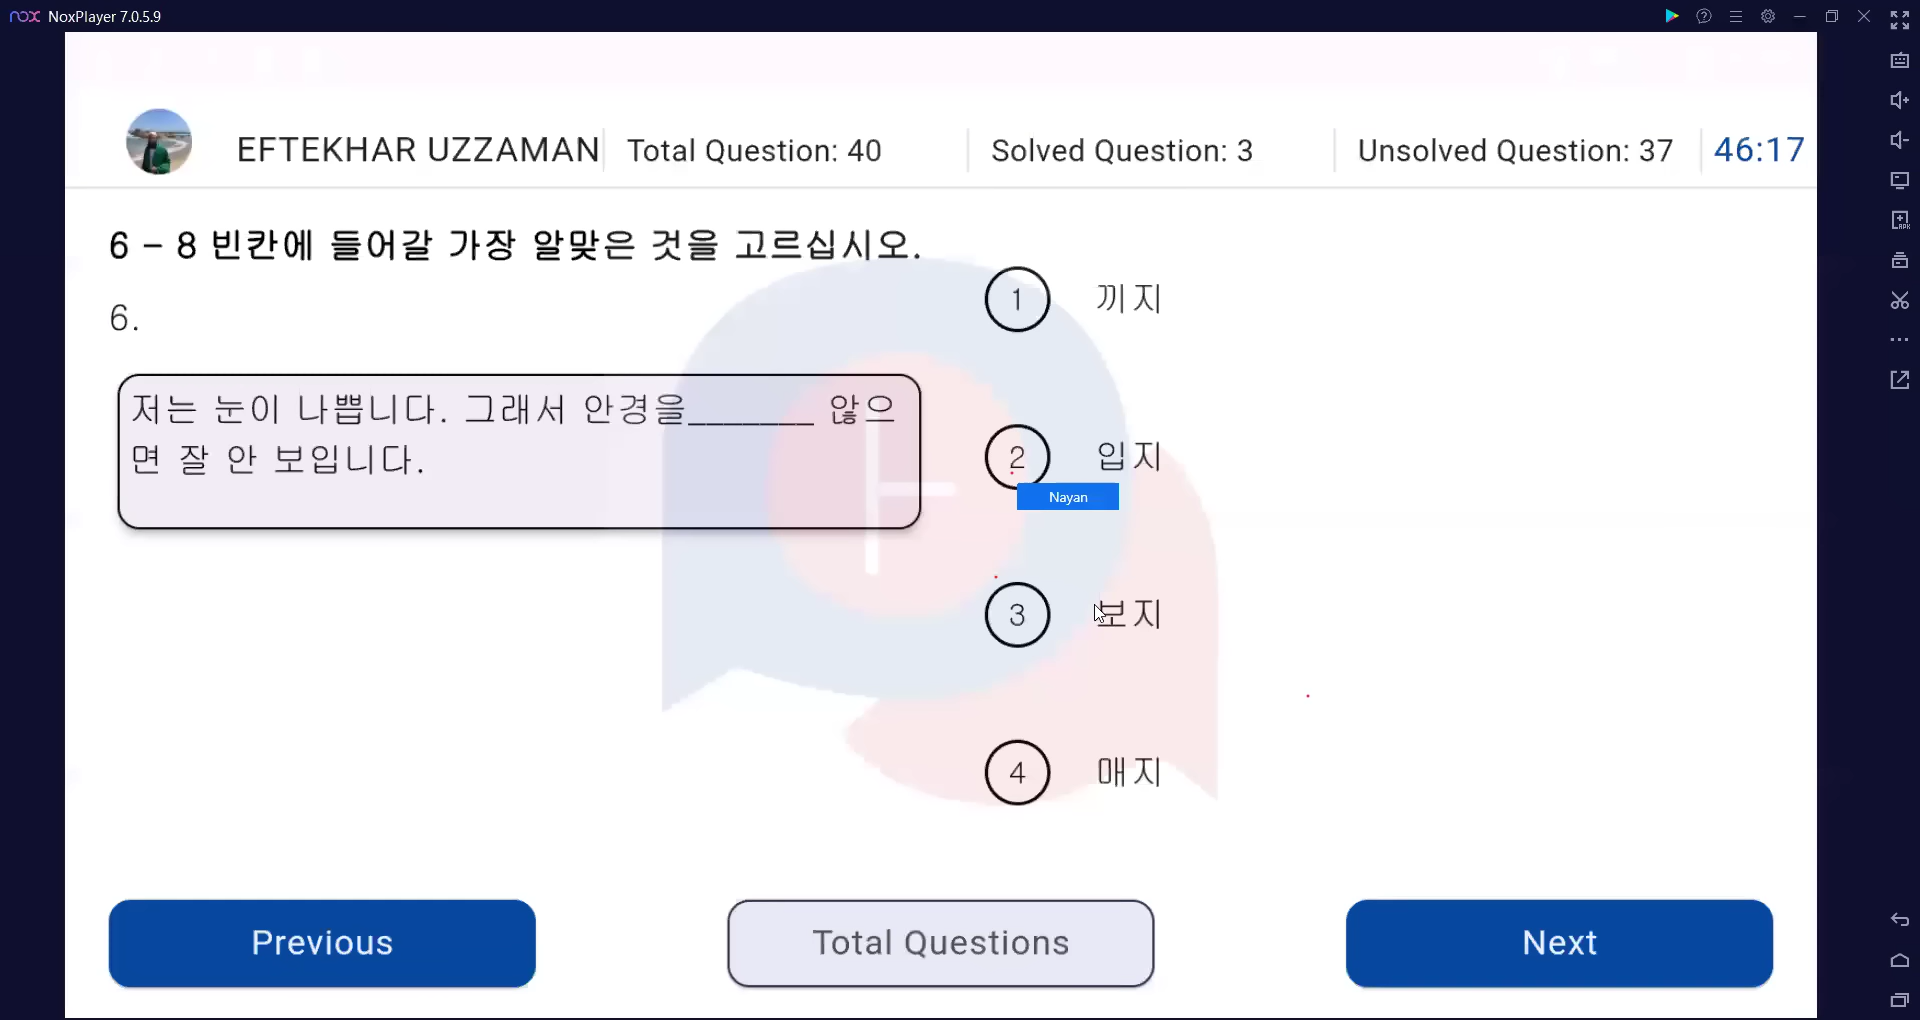 nox NoxPlayer 7.0.5.9
EFTEKHAR UZZAMAN
Total Question: 40
Solved Question: 3
Unsolved Question: 37
46:17
6 – 8 빈칸에 들어갈 가장 알맞은 것을 고르십시오.
6.
저는 눈이 나쁩니다. 그래서 안경을_______ 않으
면 잘 안 보입니다.
1 끼지
2 입지
Nayan
3 보지
4 매지
Previous
Total Questions
Next